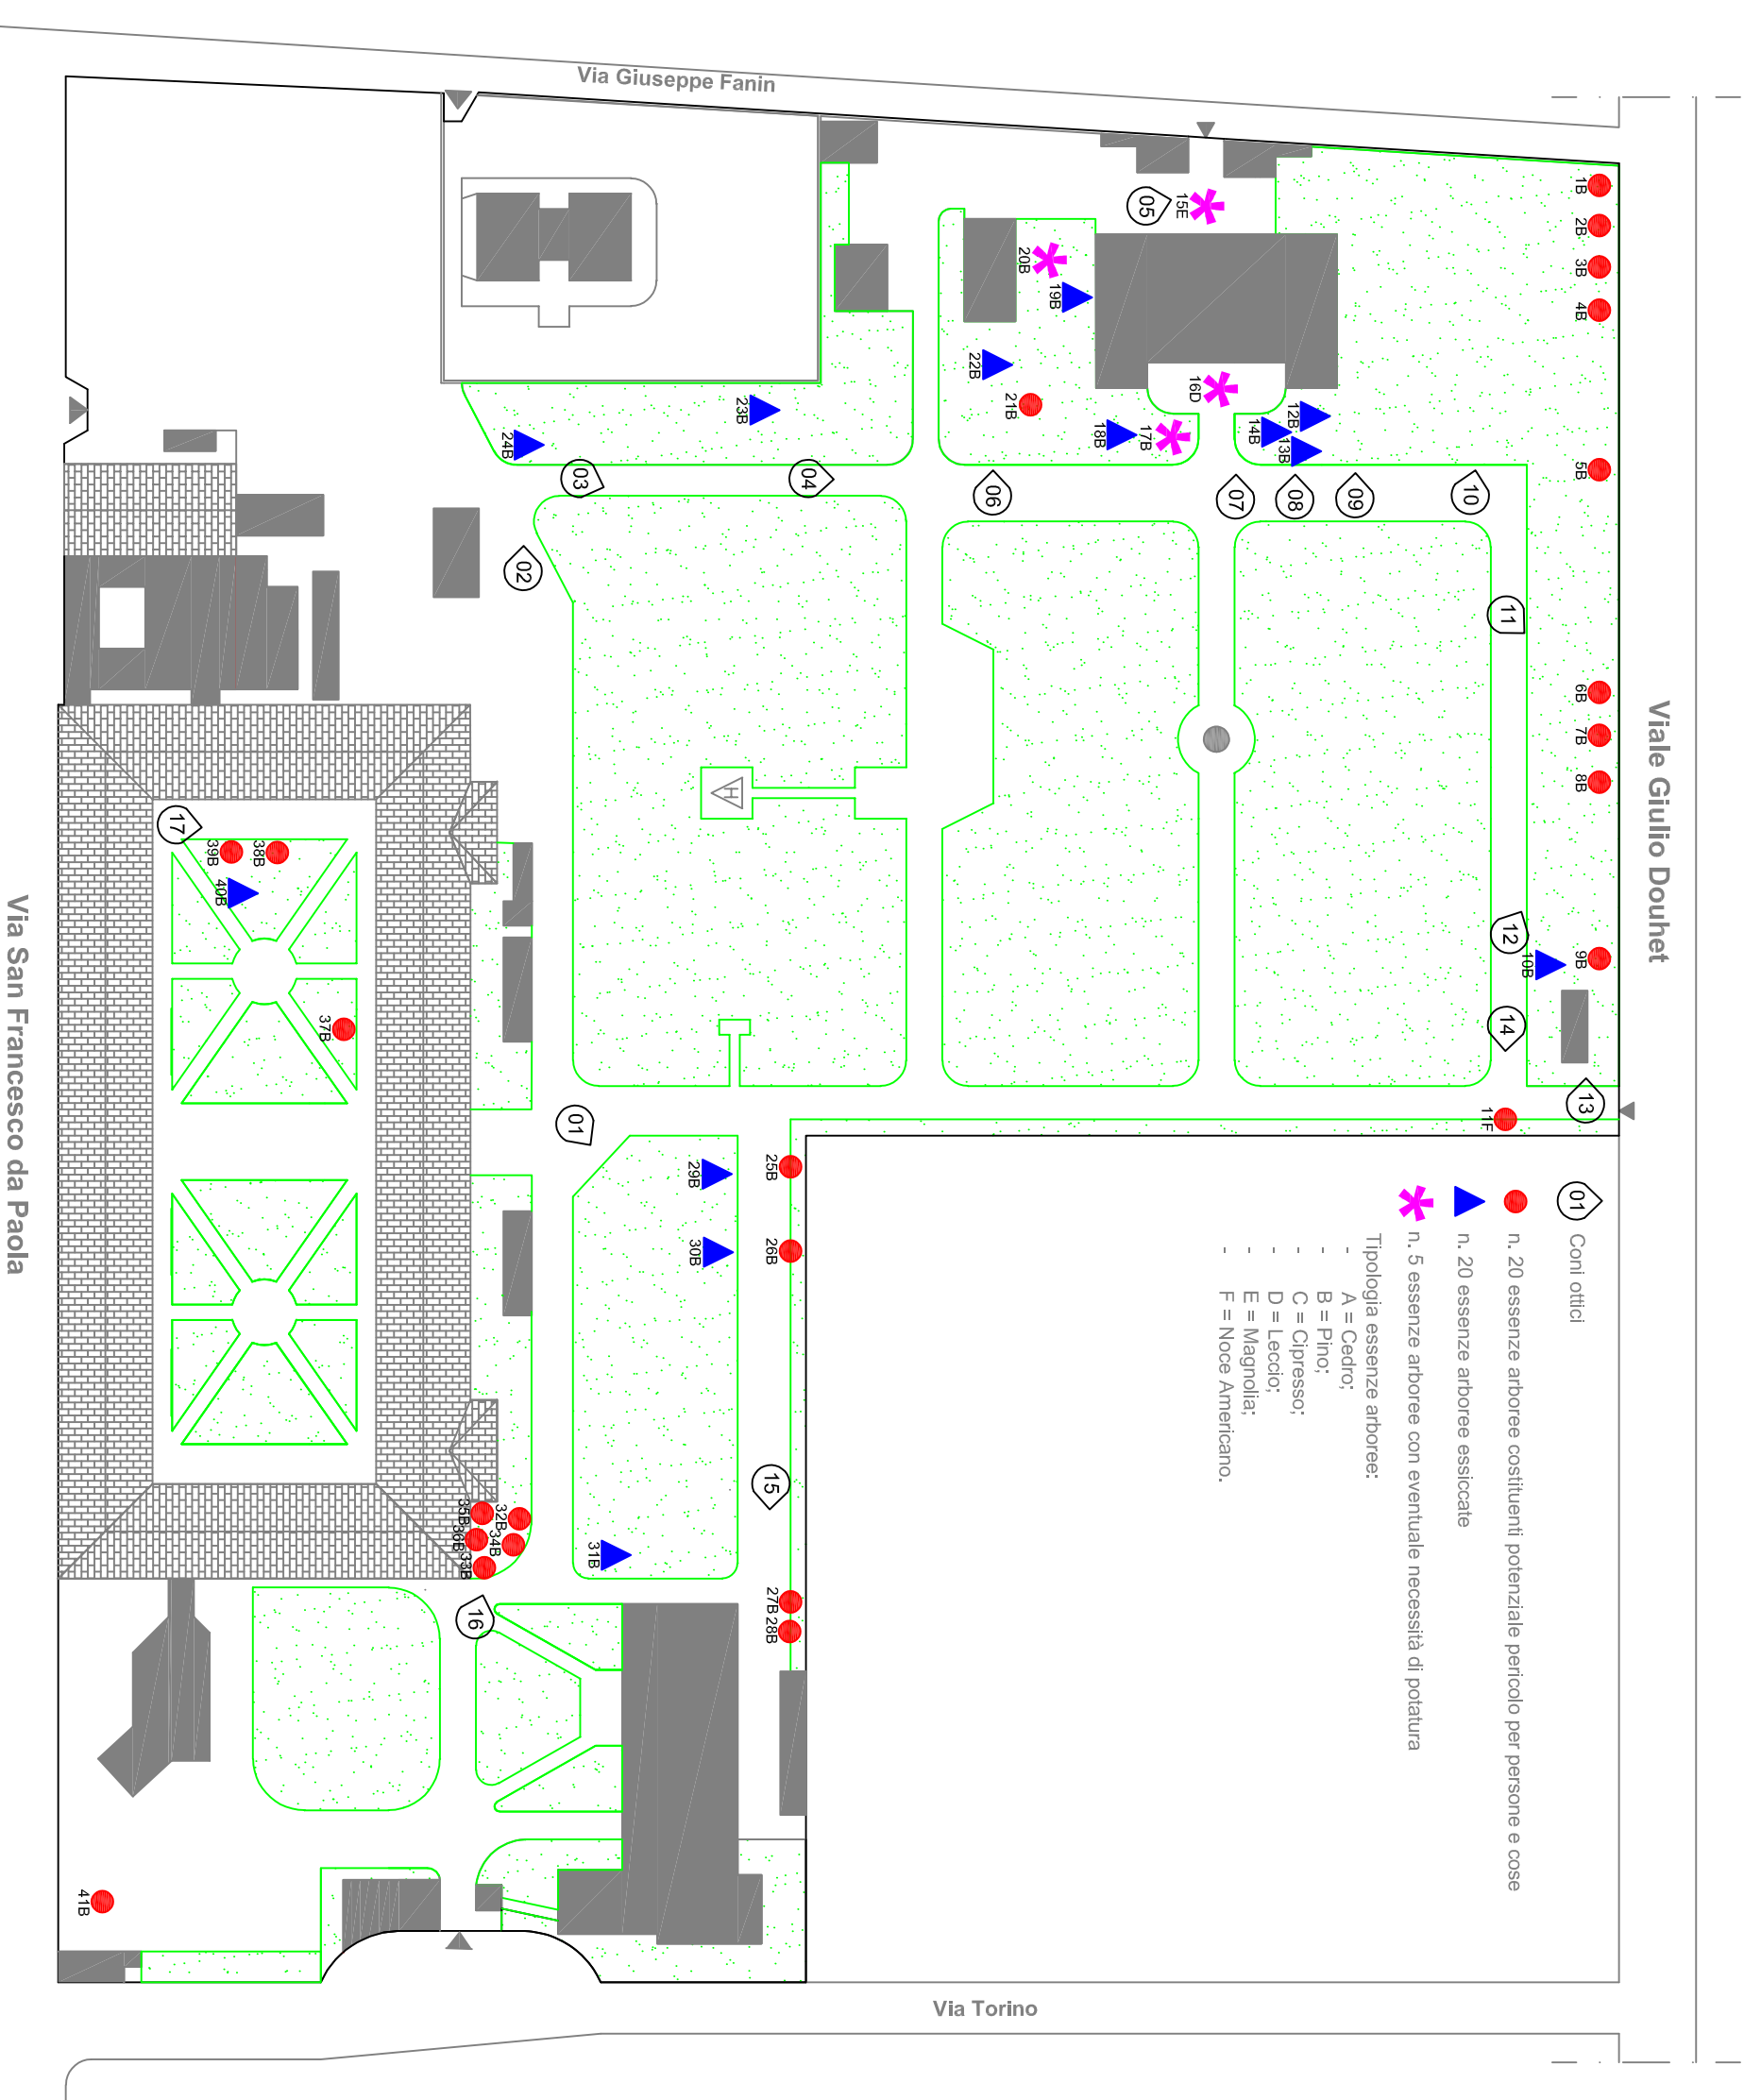 Via Giuseppe Fanin
Viale Giulio Douhet
Via San Francesco da Paola
Via Torino
01 Coni ottici
n. 20 essenze arboree costituenti potenziale pericolo per persone e cose
n. 20 essenze arboree essiccate
n. 5 essenze arboree con eventuale necessità di potatura
Tipologia essenze arboree:
- A = Cedro;
- B = Pino;
- C = Cipresso;
- D = Leccio;
- E = Magnolia;
- F = Noce Americano.
1B
2B
3B
4B
5B
6B
7B
8B
9B
10B
11F
12B
13B
14B
15E
16D
17B
18B
19B
20B
21B
22B
23B
24B
25B
26B
27B
28B
29B
30B
31B
32B
33B
34B
35B
36B
37B
38B
39B
40B
41B
01
02
03
04
05
06
07
08
09
10
11
12
13
14
15
16
17
H